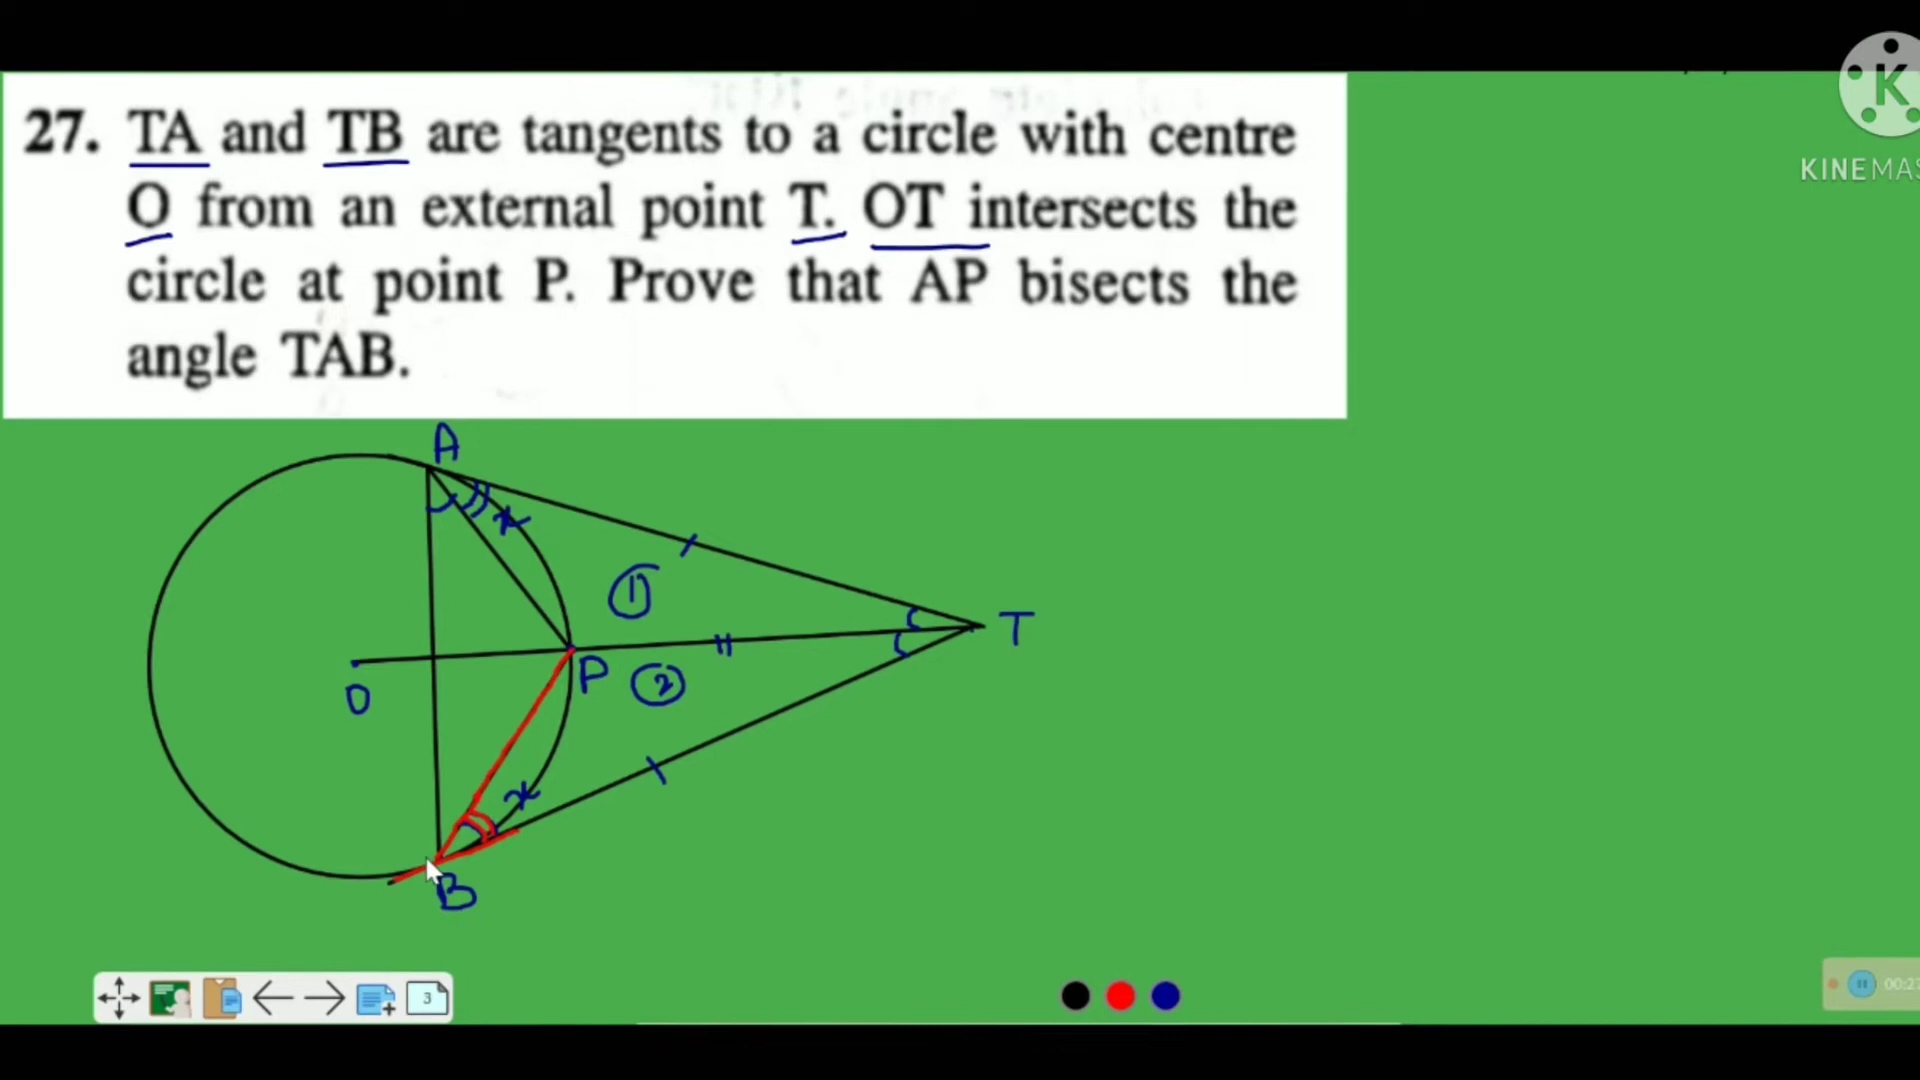 27. TA and TB are tangents to a circle with centre
O from an external point T. OT intersects the
circle at point P. Prove that AP bisects the
angle TAB.
K
KINEMAS
A
x
1
T
O
P
2
x
B
3